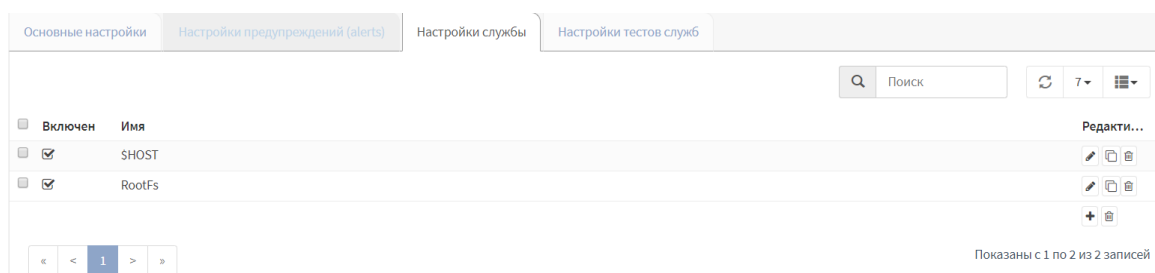 Основные настройки Настройки предупреждений (alerts) Настройки службы Настройки тестов служб
Поиск 7
Включен Имя Редакти...
$HOST
RootFs
« < 1 > »
Показаны с 1 по 2 из 2 записей